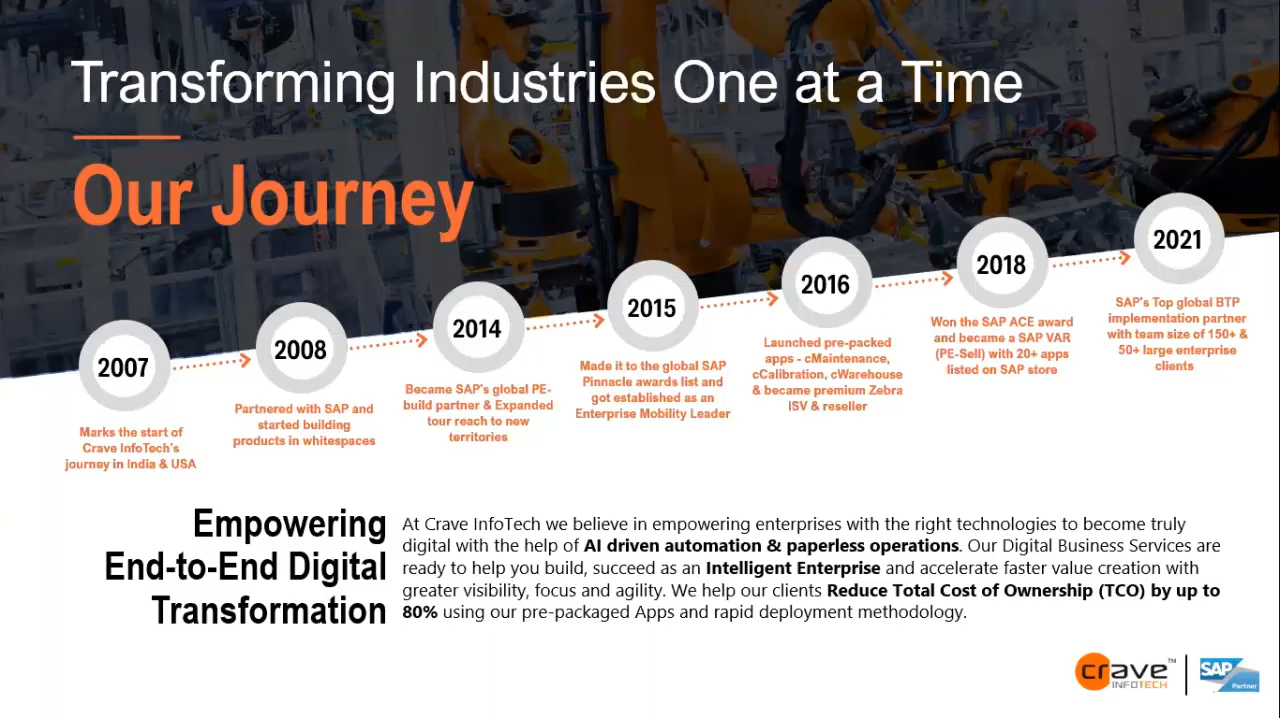 Transforming Industries One at a Time
Our Journey
2007
Marks the start of
Crave InfoTech's
journey in India & USA
2008
Partnered with SAP and
started building
products in whitespaces
2014
Became SAP's global PE-
build partner & Expanded
tour reach to new
territories
2015
Made it to the global SAP
Pinnacle awards list and
got established as an
Enterprise Mobility Leader
2016
Launched pre-packed
apps - cMaintenance,
cCalibration, cWarehouse
& became premium Zebra
ISV & reseller
2018
Won the SAP ACE award
and became a SAP VAR
(PE-Sell) with 20+ apps
listed on SAP store
2021
SAP's Top global BTP
implementation partner
with team size of 150+ &
50+ large enterprise
clients
Empowering
End-to-End Digital
Transformation
At Crave InfoTech we believe in empowering enterprises with the right technologies to become truly
digital with the help of AI driven automation & paperless operations. Our Digital Business Services are
ready to help you build, succeed as an Intelligent Enterprise and accelerate faster value creation with
greater visibility, focus and agility. We help our clients Reduce Total Cost of Ownership (TCO) by up to
80% using our pre-packaged Apps and rapid deployment methodology.
crave™
INFOTECH
SAP
Partner